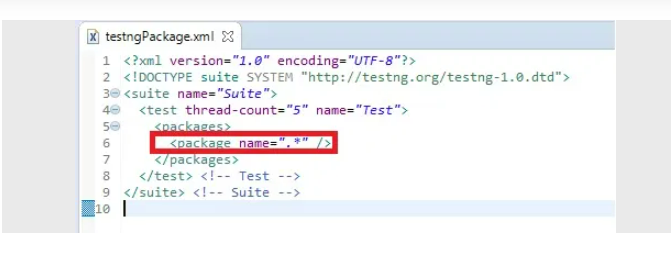 testngPackage.xml
1 <?xml version="1.0" encoding="UTF-8"?>
2 <!DOCTYPE suite SYSTEM "http://testng.org/testng-1.0.dtd">
3 <suite name="Suite">
4 <test thread-count="5" name="Test">
5 <packages>
6 <package name=".*" />
7 </packages>
8 </test> <!-- Test -->
9 </suite> <!-- Suite -->
10